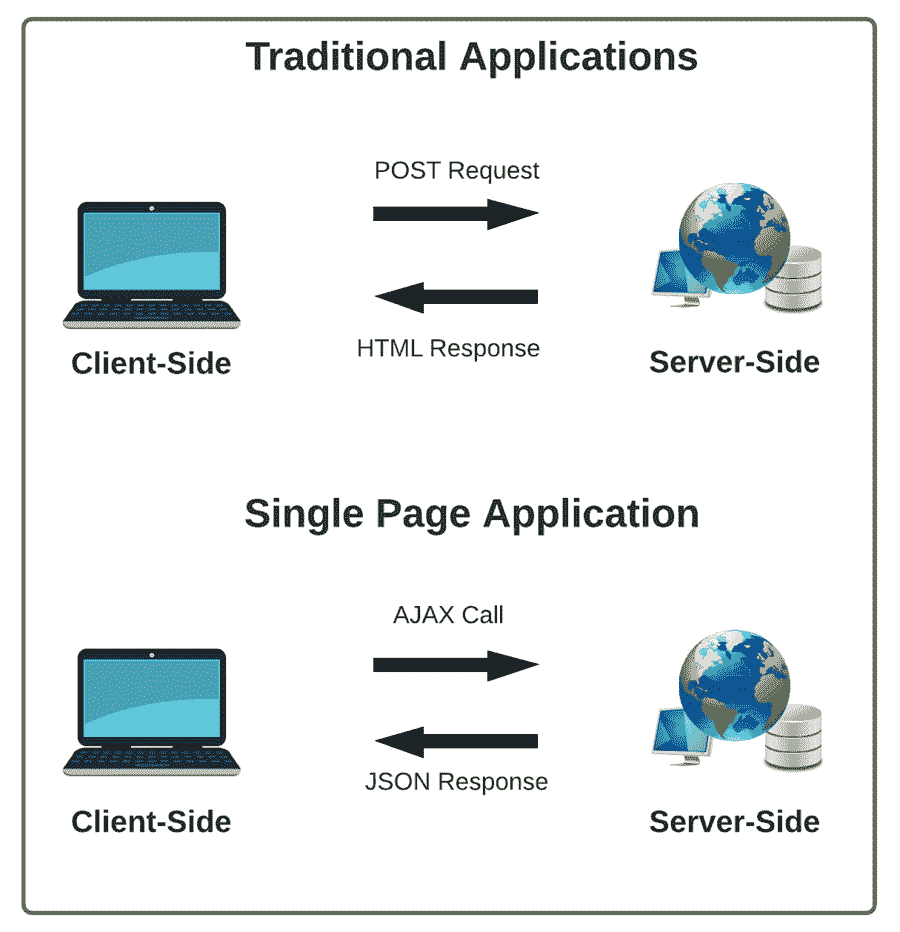 Traditional Applications
POST Request
HTML Response
Client-Side
Server-Side
Single Page Application
AJAX Call
JSON Response
Client-Side
Server-Side